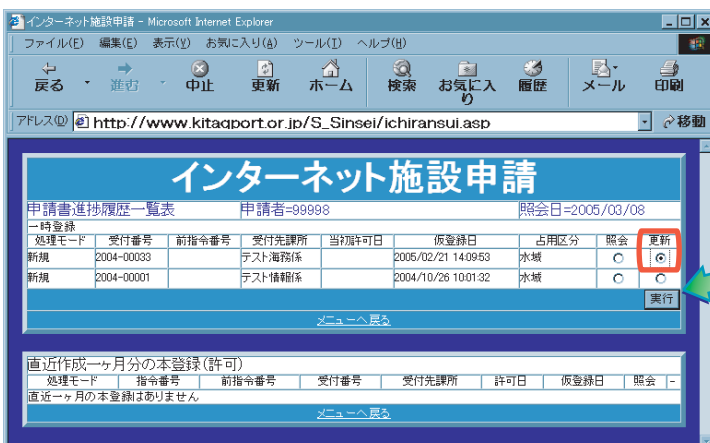 インターネット施設申請 - Microsoft Internet Explorer
ファイル(F) 編集(E) 表示(V) お気に入り(A) ツール(T) ヘルプ(H)
戻る 進む 中止 更新 ホーム 検索 お気に入り 履歴 メール 印刷
アドレス(D) http://www.kitaqport.or.jp/S_Sinsei/ichiransui.asp 移動
インターネット施設申請
申請書進捗履歴一覧表 申請者=99998 照会日=2005/03/08
一時登録
処理モード 受付番号 前指令番号 受付先課所 当初許可日 仮登録日 占用区分 照会 更新
新規 2004-00033 テスト海務係 2005/02/21 14:09:53 水域
新規 2004-00001 テスト情報係 2004/10/26 10:01:32 水域
実行
メニューへ戻る
直近作成一ヶ月分の本登録(許可)
処理モード 指令番号 前指令番号 受付番号 受付先課所 許可日 仮登録日 照会 -
直近一ヶ月の本登録はありません
メニューへ戻る